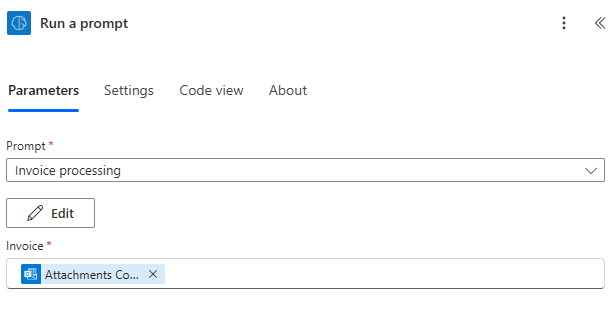 Run a prompt
Parameters Settings Code view About
Prompt *
Invoice processing
Edit
Invoice *
Attachments Co...